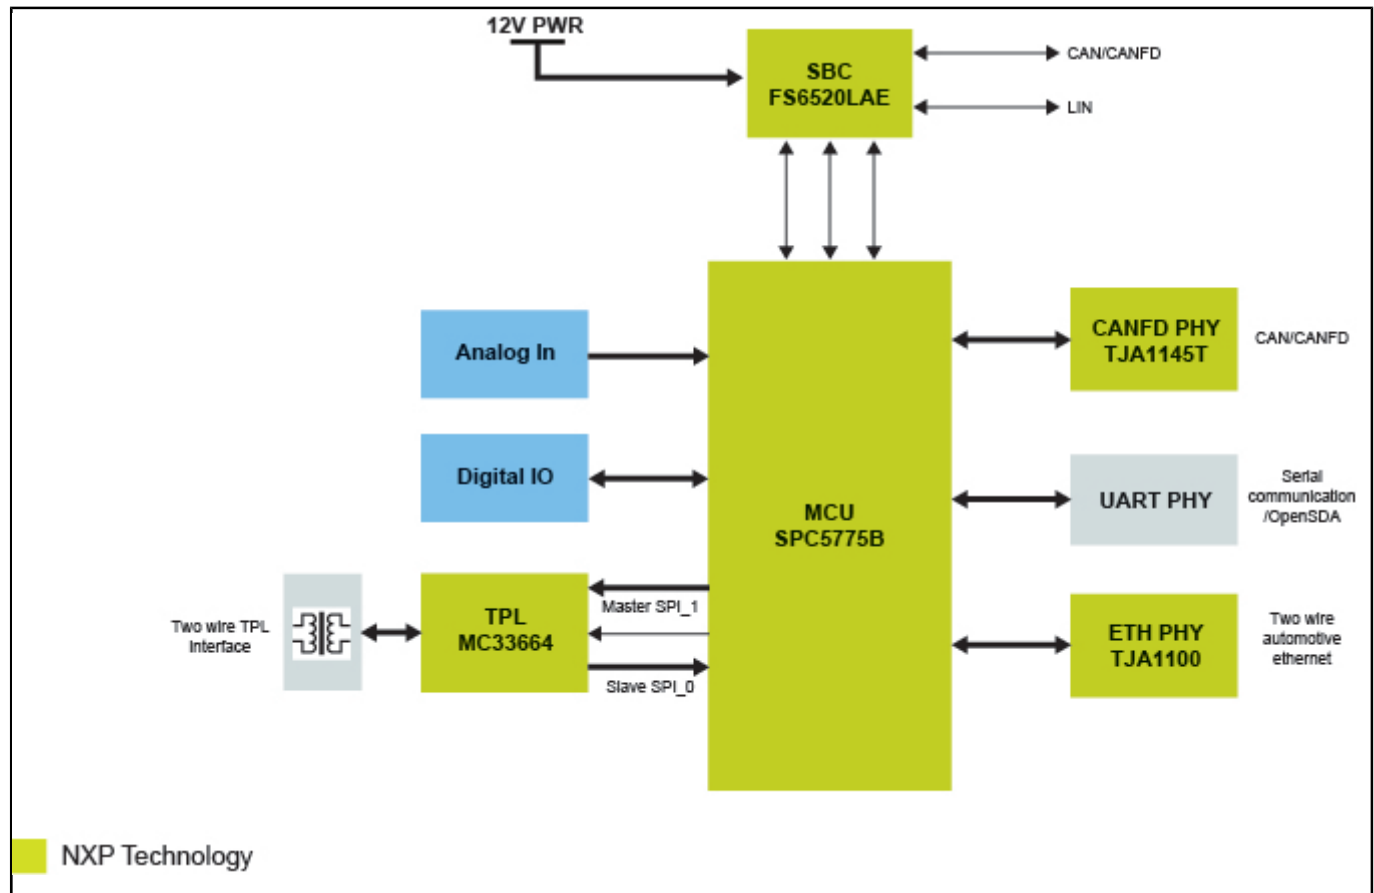 12V PWR
SBC
FS6520LAE
CAN/CANFD
LIN
Analog In
Digital IO
TPL
MC33664
Two wire TPL
Interface
Master SPI_1
Slave SPI_0
MCU
SPC5775B
CANFD PHY
TJA1145T
CAN/CANFD
UART PHY
Serial
communication
/OpenSDA
ETH PHY
TJA1100
Two wire
automotive
ethernet
NXP Technology